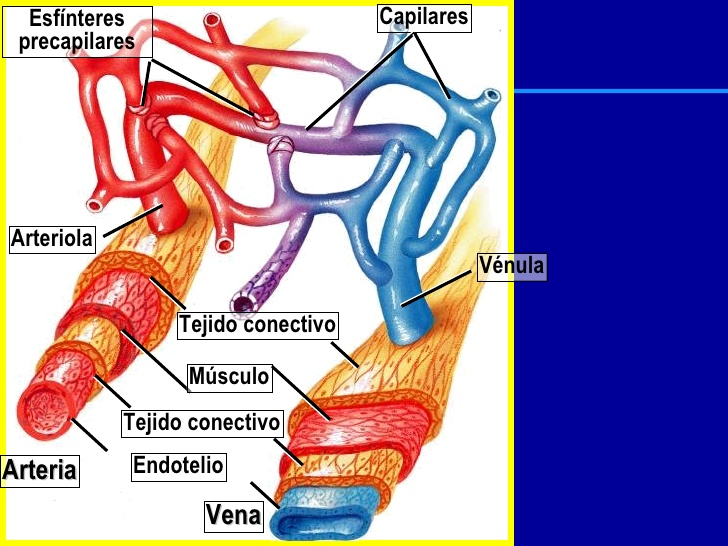 Esfínteres
precapilares
Capilares
Arteriola
Vénula
Tejido conectivo
Músculo
Tejido conectivo
Endotelio
Arteria
Vena